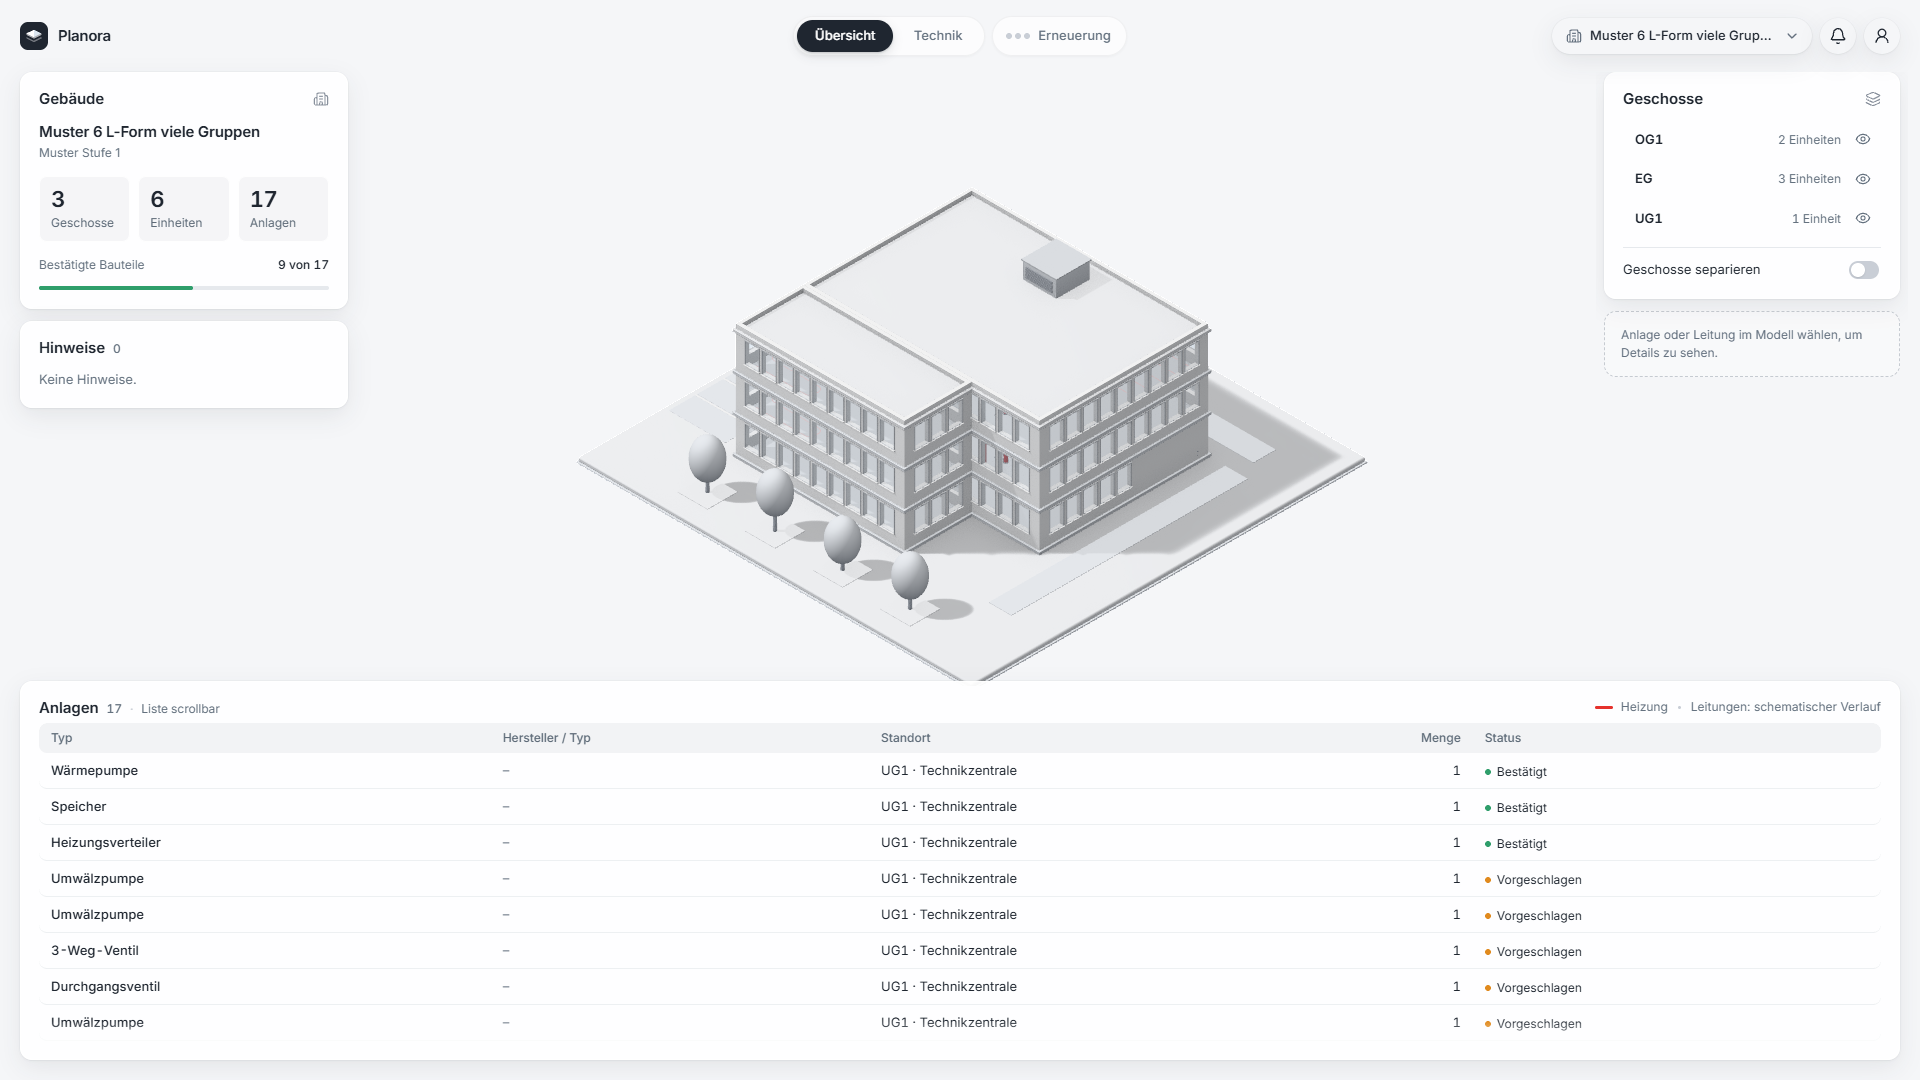 Planora
Übersicht
Technik
Erneuerung
Muster 6 L-Form viele Grup...
Gebäude
Muster 6 L-Form viele Gruppen
Muster Stufe 1
3 6 17
Geschosse Einheiten Anlagen
Bestätigte Bauteile 9 von 17
Hinweise 0
Keine Hinweise.
Geschosse
OG1 2 Einheiten
EG 3 Einheiten
UG1 1 Einheit
Geschosse separieren
Anlage oder Leitung im Modell wählen, um
Details zu sehen.
Anlagen 17 · Liste scrollbar
Heizung · Leitungen: schematischer Verlauf
Typ Hersteller / Typ Standort Menge Status
Wärmepumpe – UG1 · Technikzentrale 1 Bestätigt
Speicher – UG1 · Technikzentrale 1 Bestätigt
Heizungsverteiler – UG1 · Technikzentrale 1 Bestätigt
Umwälzpumpe – UG1 · Technikzentrale 1 Vorgeschlagen
Umwälzpumpe – UG1 · Technikzentrale 1 Vorgeschlagen
3-Weg-Ventil – UG1 · Technikzentrale 1 Vorgeschlagen
Durchgangsventil – UG1 · Technikzentrale 1 Vorgeschlagen
Umwälzpumpe – UG1 · Technikzentrale 1 Vorgeschlagen